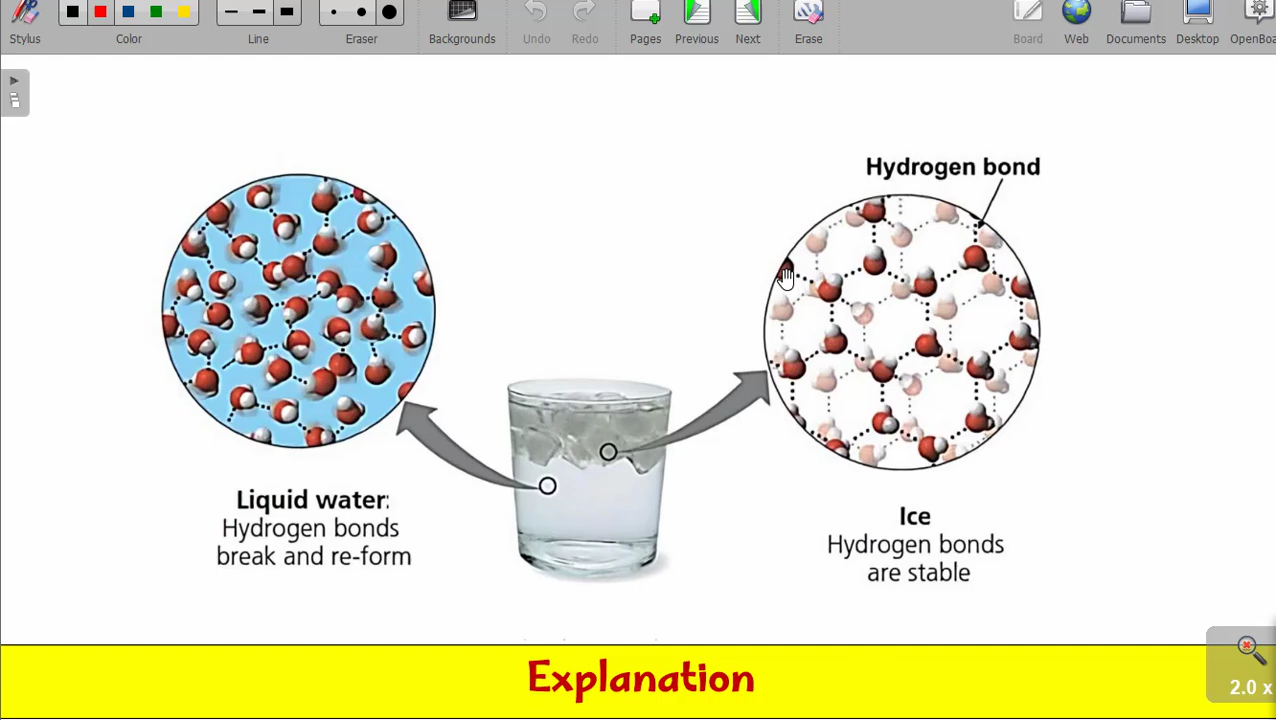 Stylus
Color
Line
Eraser
Backgrounds
Undo
Redo
Pages
Previous
Next
Erase
Board
Web
Documents
Desktop
OpenBoa
Hydrogen bond
Liquid water:
Hydrogen bonds
break and re-form
Ice
Hydrogen bonds
are stable
Explanation
2.0 x